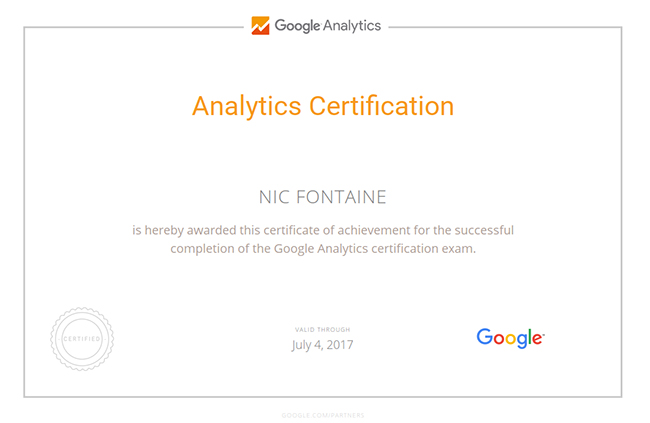 Google Analytics
Analytics Certification
NIC FONTAINE
is hereby awarded this certificate of achievement for the successful
completion of the Google Analytics certification exam.
CERTIFIED
VALID THROUGH
July 4, 2017
Google
GOOGLE.COM/PARTNERS